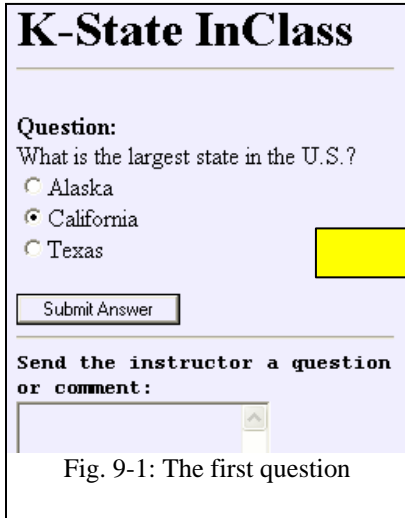 K-State InClass
Question:
What is the largest state in the U.S.?
Alaska
California
Texas
Submit Answer
Send the instructor a question
or comment:
Fig. 9-1: The first question